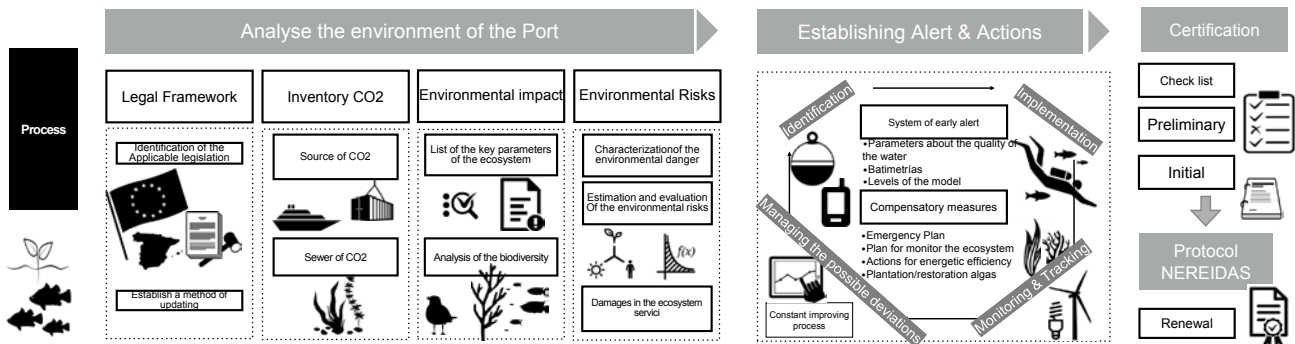 Process
Analyse the environment of the Port
Legal Framework
Identification of the
Applicable legislation
Establish a method of
updating
Inventory CO2
Source of CO2
Sewer of CO2
Environmental impact
List of the key parameters
of the ecosystem
Analysis of the biodiversity
Environmental Risks
Characterizationof the
environmental danger
Estimation and evaluation
Of the environmental risks
f(x)
Damages in the ecosystem
servici
Establishing Alert & Actions
Identification
Implementation
System of early alert
•Parameters about the quality of
the water
•Batimetrías
•Levels of the model
Compensatory measures
•Emergency Plan
•Plan for monitor the ecosystem
•Actions for energetic efficiency
•Plantation/restoration algas
Managing the possible deviations
Monitoring & Tracking
Constant improving
process
Certification
Check list
Preliminary
Initial
Protocol
NEREIDAS
Renewal